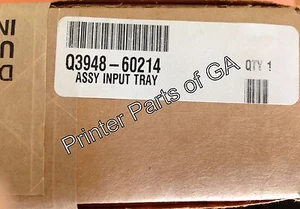 Q3948-60214
ASSY INPUT TRAY
QTY 1
Printer Parts of GA